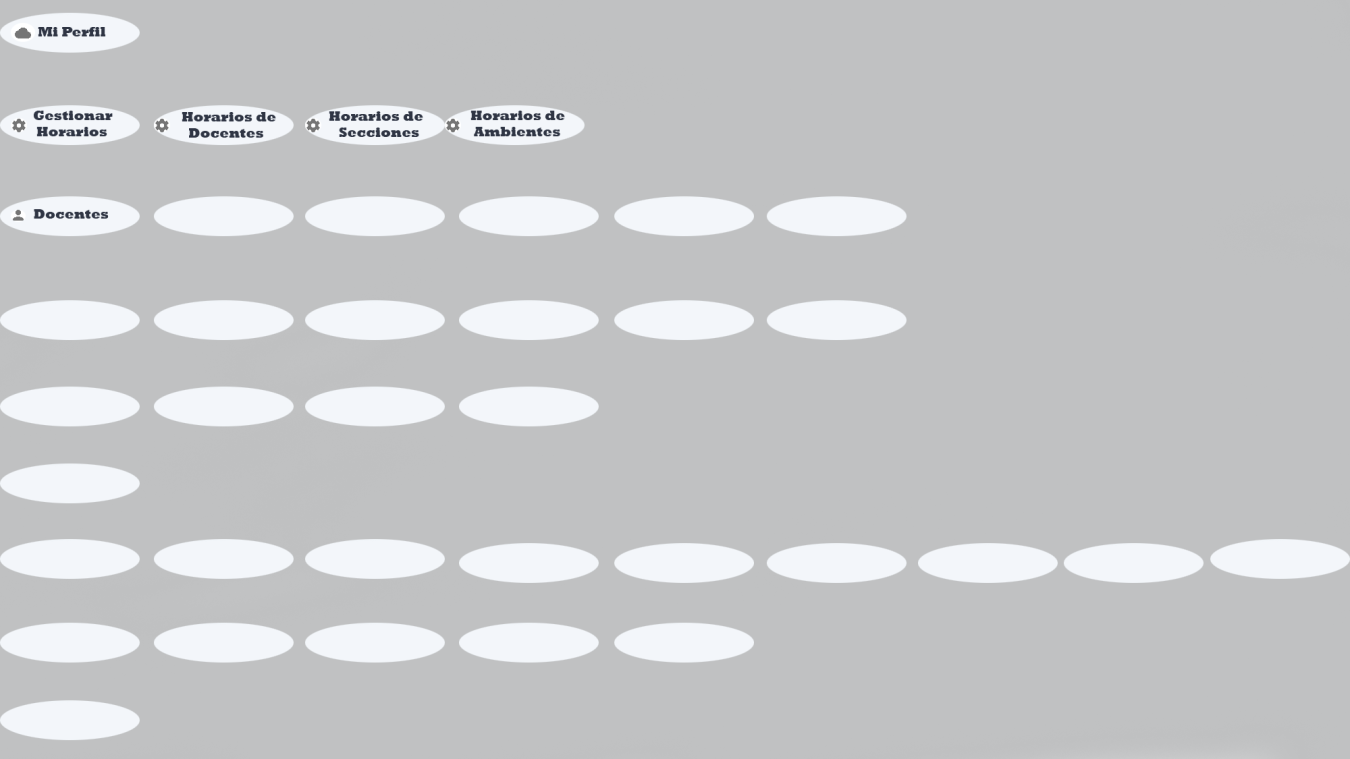 Mi Perfil
Gestionar
Horarios
Horarios de
Docentes
Horarios de
Secciones
Horarios de
Ambientes
Docentes